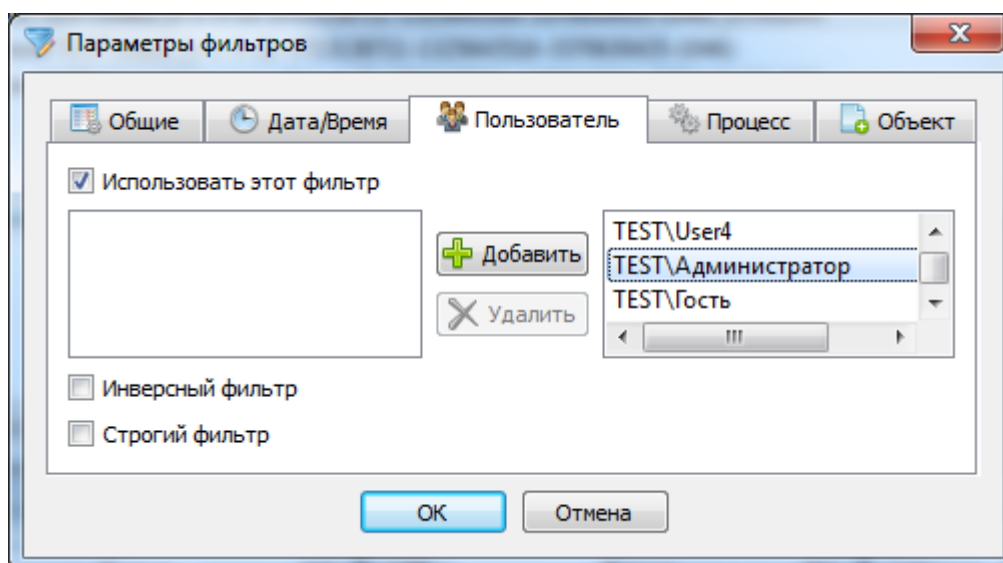 Параметры фильтров
Общие
Дата/Время
Пользователь
Процесс
Объект
Использовать этот фильтр
Добавить
Удалить
TEST\User4
TEST\Администратор
TEST\Гость
Инверсный фильтр
Строгий фильтр
ОК
Отмена